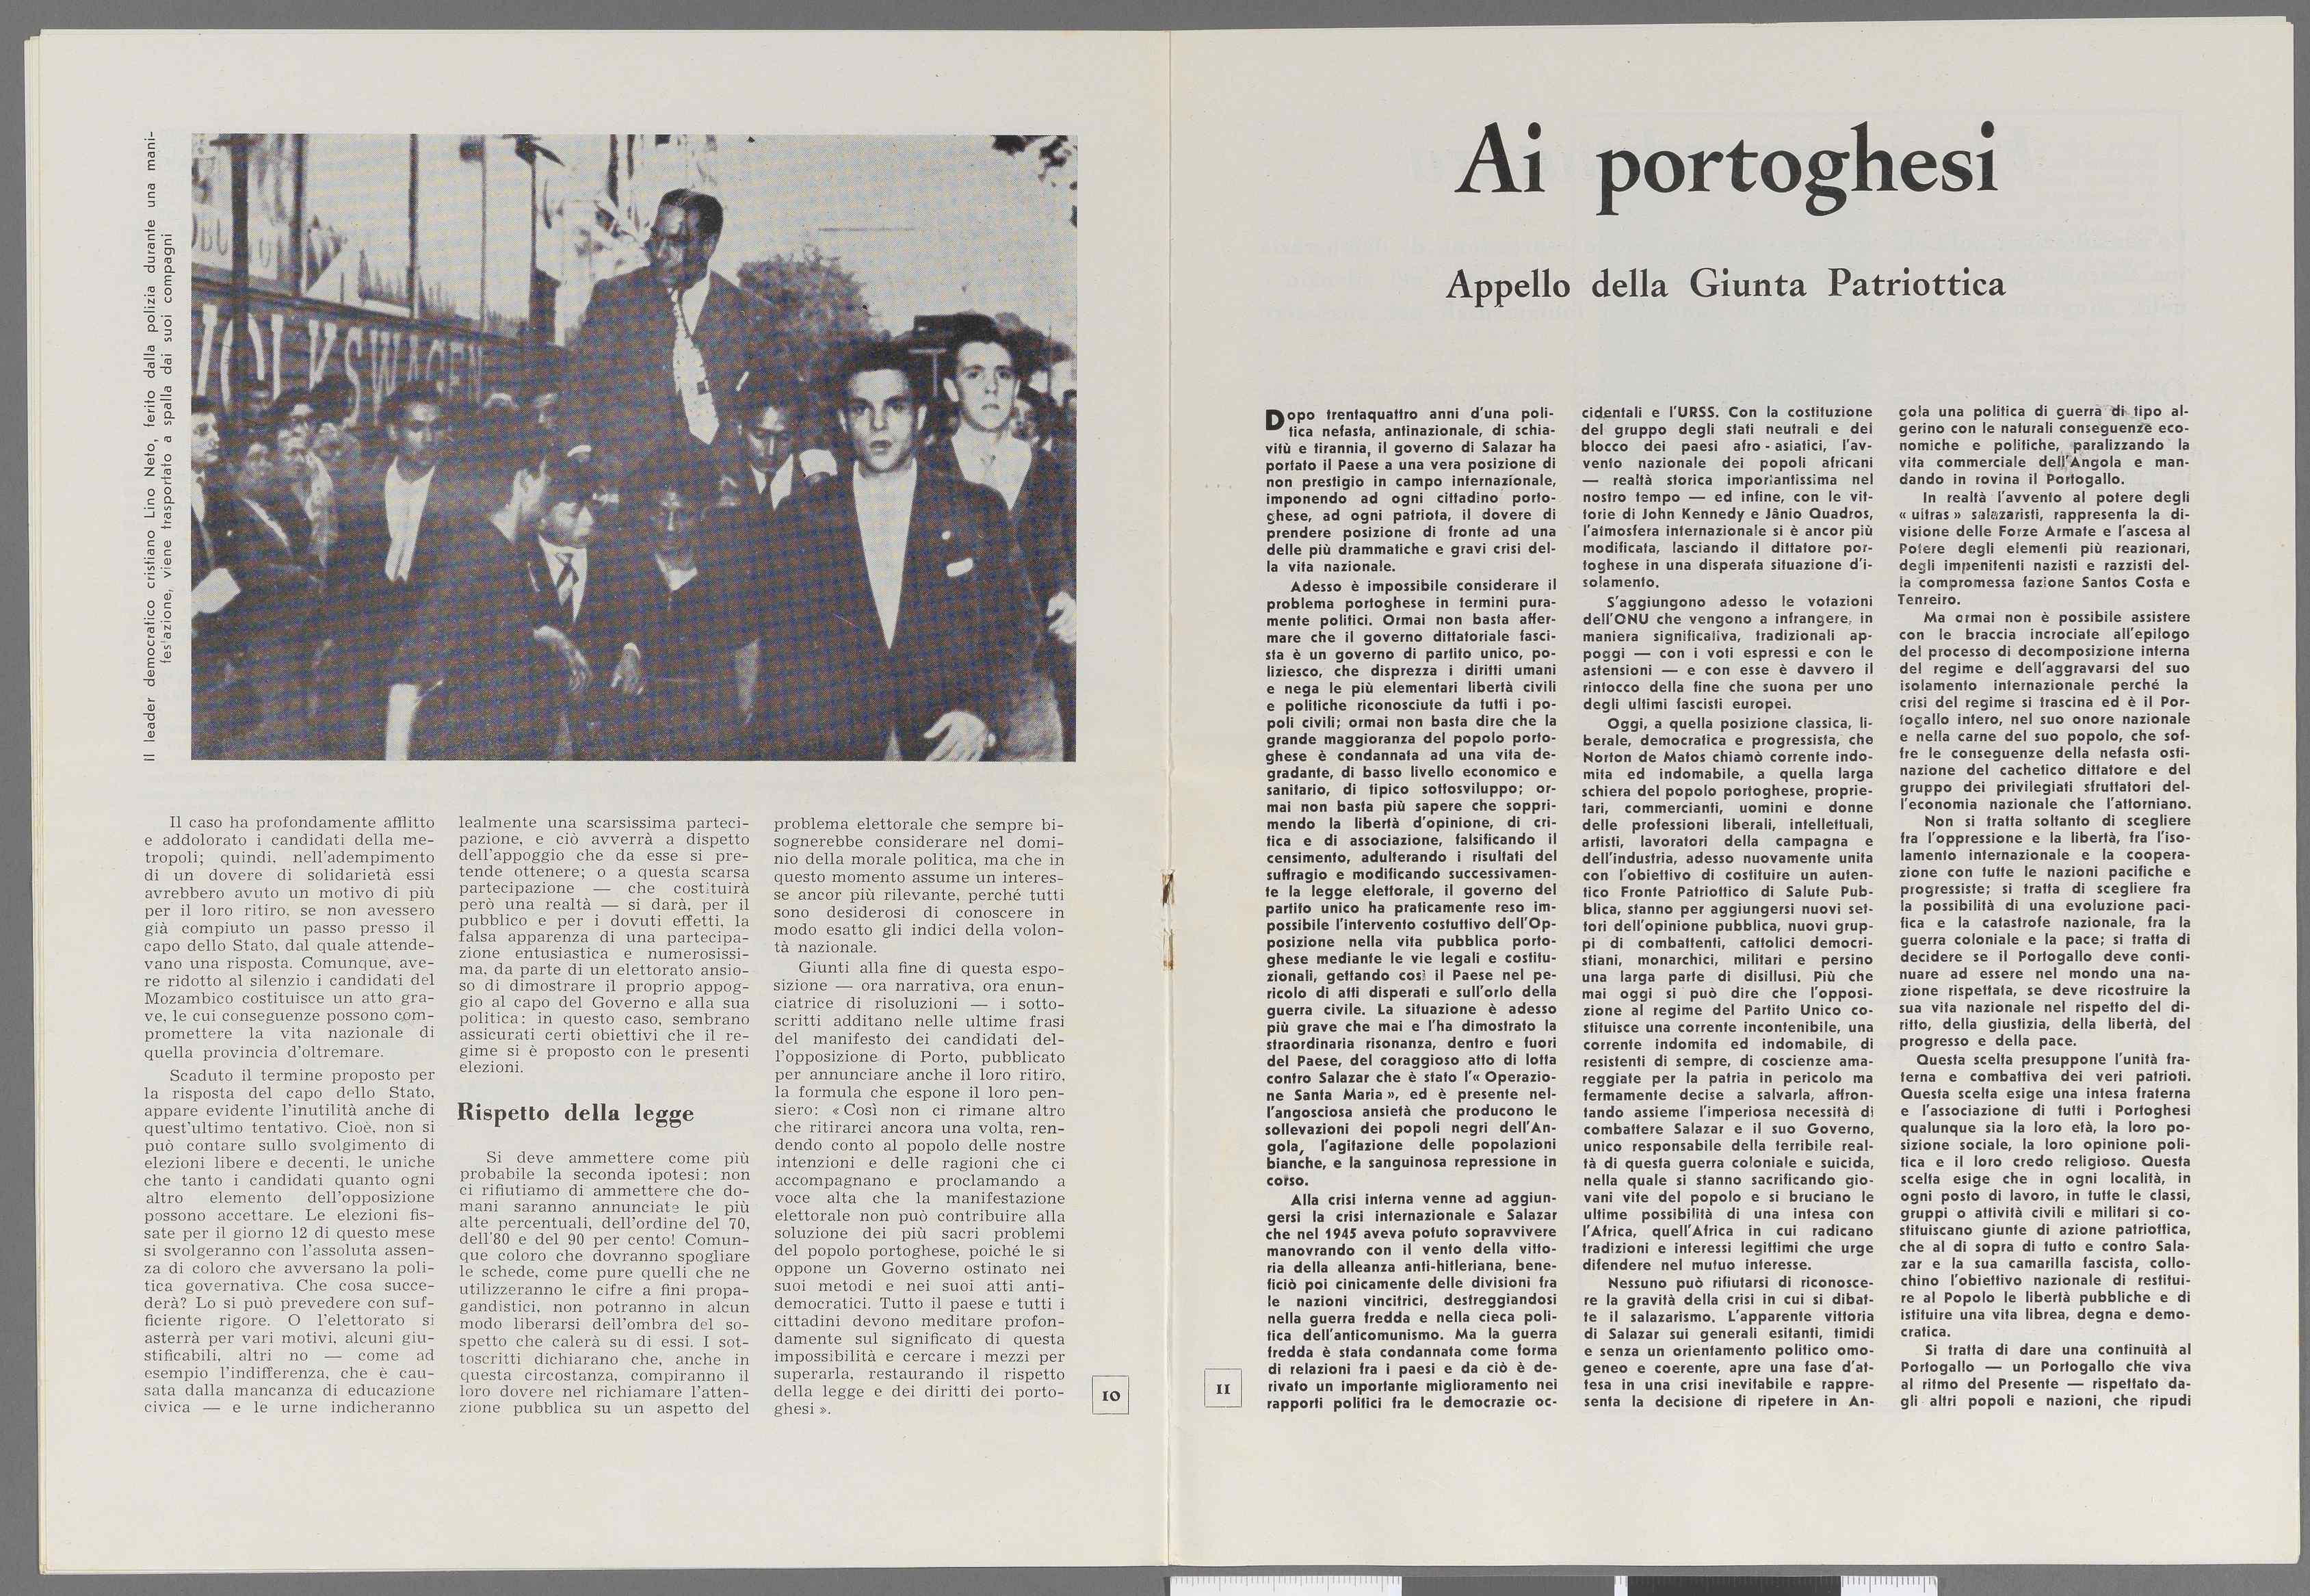 Il leader democratico cristiano Lino Neto, ferito dalla polizia durante una mani-
festazione, viene trasportato a spalla dai suoi compagni
VOLKSWAGEN
Il caso ha profondamente afflitto
e addolorato i candidati della me-
tropoli; quindi, nell'adempimento
di un dovere di solidarietà essi
avrebbero avuto un motivo di più
per il loro ritiro, se non avessero
già compiuto un passo presso il
capo dello Stato, dal quale attende-
vano una risposta. Comunque, ave-
re ridotto al silenzio i candidati del
Mozambico costituisce un atto gra-
ve, le cui conseguenze possono com-
promettere la vita nazionale di
quella provincia d'oltremare.
Scaduto il termine proposto per
la risposta del capo dello Stato,
appare evidente l'inutilità anche di
quest'ultimo tentativo. Cioè, non si
può contare sullo svolgimento di
elezioni libere e decenti, le uniche
che tanto i candidati quanto ogni
altro elemento dell'opposizione
possono accettare. Le elezioni fis-
sate per il giorno 12 di questo mese
si svolgeranno con l'assoluta assen-
za di coloro che avversano la poli-
tica governativa. Che cosa succe-
derà? Lo si può prevedere con suf-
ficiente rigore. O l'elettorato si
asterrà per vari motivi, alcuni giu-
stificabili, altri no — come ad
esempio l'indifferenza, che è cau-
sata dalla mancanza di educazione
civica — e le urne indicheranno
lealmente una scarsissima parteci-
pazione, e ciò avverrà a dispetto
dell'appoggio che da esse si pre-
tende ottenere; o a questa scarsa
partecipazione — che costituirà
però una realtà — si darà, per il
pubblico e per i dovuti effetti, la
falsa apparenza di una partecipa-
zione entusiastica e numerosissi-
ma, da parte di un elettorato ansio-
so di dimostrare il proprio appog-
gio al capo del Governo e alla sua
politica: in questo caso, sembrano
assicurati certi obiettivi che il re-
gime si è proposto con le presenti
elezioni.
Rispetto della legge
Si deve ammettere come più
probabile la seconda ipotesi: non
ci rifiutiamo di ammettere che do-
mani saranno annunciate le più
alte percentuali, dell'ordine del 70,
dell'80 e del 90 per cento! Comun-
que coloro che dovranno spogliare
le schede, come pure quelli che ne
utilizzeranno le cifre a fini propa-
gandistici, non potranno in alcun
modo liberarsi dell'ombra del so-
spetto che calerà su di essi. I sot-
toscritti dichiarano che, anche in
questa circostanza, compiranno il
loro dovere nel richiamare l'atten-
zione pubblica su un aspetto del
problema elettorale che sempre bi-
sognerebbe considerare nel domi-
nio della morale politica, ma che in
questo momento assume un interes-
se ancor più rilevante, perché tutti
sono desiderosi di conoscere in
modo esatto gli indici della volon-
tà nazionale.
Giunti alla fine di questa espo-
sizione — ora narrativa, ora enun-
ciatrice di risoluzioni — i sotto-
scritti additano nelle ultime frasi
del manifesto dei candidati del-
l'opposizione di Porto, pubblicato
per annunciare anche il loro ritiro,
la formula che espone il loro pen-
siero: « Così non ci rimane altro
che ritirarci ancora una volta, ren-
dendo conto al popolo delle nostre
intenzioni e delle ragioni che ci
accompagnano e proclamando a
voce alta che la manifestazione
elettorale non può contribuire alla
soluzione dei più sacri problemi
del popolo portoghese, poiché le si
oppone un Governo ostinato nei
suoi metodi e nei suoi atti anti-
democratici. Tutto il paese e tutti i
cittadini devono meditare profon-
damente sul significato di questa
impossibilità e cercare i mezzi per
superarla, restaurando il rispetto
della legge e dei diritti dei porto-
ghesi ».
10
Ai portoghesi
Appello della Giunta Patriottica
Dopo trentaquattro anni d'una poli-
tica nefasta, antinazionale, di schia-
vitù e tirannia, il governo di Salazar ha
portato il Paese a una vera posizione di
non prestigio in campo internazionale,
imponendo ad ogni cittadino porto-
ghese, ad ogni patriota, il dovere di
prendere posizione di fronte ad una
delle più drammatiche e gravi crisi del-
la vita nazionale.
Adesso è impossibile considerare il
problema portoghese in termini pura-
mente politici. Ormai non basta affer-
mare che il governo dittatoriale fasci-
sta è un governo di partito unico, po-
liziesco, che disprezza i diritti umani
e nega le più elementari libertà civili
e politiche riconosciute da tutti i po-
poli civili; ormai non basta dire che la
grande maggioranza del popolo porto-
ghese è condannata ad una vita de-
gradante, di basso livello economico e
sanitario, di tipico sottosviluppo; or-
mai non basta più sapere che soppri-
mendo la libertà d'opinione, di cri-
tica e di associazione, falsificando il
censimento, adulterando i risultati del
suffragio e modificando successivamen-
te la legge elettorale, il governo del
partito unico ha praticamente reso im-
possibile l'intervento costuttivo dell'Op-
posizione nella vita pubblica porto-
ghese mediante le vie legali e costitu-
zionali, gettando così il Paese nel pe-
ricolo di atti disperati e sull'orlo della
guerra civile. La situazione è adesso
più grave che mai e l'ha dimostrato la
straordinaria risonanza, dentro e fuori
del Paese, del coraggioso atto di lotta
contro Salazar che è stato l'« Operazio-
ne Santa Maria », ed è presente nel-
l'angosciosa ansietà che producono le
sollevazioni dei popoli negri dell'An-
gola, l'agitazione delle popolazioni
bianche, e la sanguinosa repressione in
corso.
Alla crisi interna venne ad aggiun-
gersi la crisi internazionale e Salazar
che nel 1945 aveva potuto sopravvivere
manovrando con il vento della vitto-
ria della alleanza anti-hitleriana, bene-
ficiò poi cinicamente delle divisioni fra
le nazioni vincitrici, destreggiandosi
nella guerra fredda e nella cieca poli-
tica dell'anticomunismo. Ma la guerra
fredda è stata condannata come forma
di relazioni fra i paesi e da ciò è de-
rivato un importante miglioramento nei
rapporti politici fra le democrazie oc-
cidentali e l'URSS. Con la costituzione
del gruppo degli stati neutrali e del
blocco dei paesi afro-asiatici, l'av-
vento nazionale dei popoli africani
— realtà storica importantissima nel
nostro tempo — ed infine, con le vit-
torie di John Kennedy e Jânio Quadros,
l'atmosfera internazionale si è ancor più
modificata, lasciando il dittatore por-
toghese in una disperata situazione d'i-
solamento.
S'aggiungono adesso le votazioni
dell'ONU che vengono a infrangere, in
maniera significativa, tradizionali ap-
poggi — con i voti espressi e con le
astensioni — e con esse è davvero il
rintocco della fine che suona per uno
degli ultimi fascisti europei.
Oggi, a quella posizione classica, li-
berale, democratica e progressista, che
Norton de Matos chiamò corrente indo-
mita ed indomabile, a quella larga
schiera del popolo portoghese, proprie-
tari, commercianti, uomini e donne
delle professioni liberali, intellettuali,
artisti, lavoratori della campagna e
dell'industria, adesso nuovamente unita
con l'obiettivo di costituire un auten-
tico Fronte Patriottico di Salute Pub-
blica, stanno per aggiungersi nuovi set-
tori dell'opinione pubblica, nuovi grup-
pi di combattenti, cattolici democri-
stiani, monarchici, militari e persino
una larga parte di disillusi. Più che
mai oggi si può dire che l'opposi-
zione al regime del Partito Unico co-
stituisce una corrente incontenibile, una
corrente indomita ed indomabile, di
resistenti di sempre, di coscienze ama-
reggiate per la patria in pericolo ma
fermamente decise a salvarla, affron-
tando assieme l'imperiosa necessità di
combattere Salazar e il suo Governo,
unico responsabile della terribile real-
tà di questa guerra coloniale e suicida,
nella quale si stanno sacrificando gio-
vani vite del popolo e si bruciano le
ultime possibilità di una intesa con
l'Africa, quell'Africa in cui radicano
tradizioni e interessi legittimi che urge
difendere nel mutuo interesse.
Nessuno può rifiutarsi di riconosce-
re la gravità della crisi in cui si dibat-
te il salazarismo. L'apparente vittoria
di Salazar sui generali esitanti, timidi
e senza un orientamento politico omo-
geneo e coerente, apre una fase d'at-
tesa in una crisi inevitabile e rappre-
senta la decisione di ripetere in An-
gola una politica di guerra di tipo al-
gerino con le naturali conseguenze eco-
nomiche e politiche, paralizzando la
vita commerciale dell'Angola e man-
dando in rovina il Portogallo.
In realtà l'avvento al potere degli
« ultras » salazaristi, rappresenta la di-
visione delle Forze Armate e l'ascesa al
Potere degli elementi più reazionari,
degli impenitenti nazisti e razzisti del-
la compromessa fazione Santos Costa e
Tenreiro.
Ma ormai non è possibile assistere
con le braccia incrociate all'epilogo
del processo di decomposizione interna
del regime e dell'aggravarsi del suo
isolamento internazionale perché la
crisi del regime si trascina ed è il Por-
togallo intero, nel suo onore nazionale
e nella carne del suo popolo, che sof-
fre le conseguenze della nefasta osti-
nazione del cachetico dittatore e del
gruppo dei privilegiati sfruttatori del-
l'economia nazionale che l'attorniano.
Non si tratta soltanto di scegliere
fra l'oppressione e la libertà, fra l'iso-
lamento internazionale e la coopera-
zione con tutte le nazioni pacifiche e
progressiste; si tratta di scegliere fra
la possibilità di una evoluzione paci-
fica e la catastrofe nazionale, fra la
guerra coloniale e la pace; si tratta di
decidere se il Portogallo deve conti-
nuare ad essere nel mondo una na-
zione rispettata, se deve ricostruire la
sua vita nazionale nel rispetto del di-
ritto, della giustizia, della libertà, del
progresso e della pace.
Questa scelta presuppone l'unità fra-
terna e combattiva dei veri patrioti.
Questa scelta esige una intesa fraterna
e l'associazione di tutti i Portoghesi
qualunque sia la loro età, la loro po-
sizione sociale, la loro opinione poli-
tica e il loro credo religioso. Questa
scelta esige che in ogni località, in
ogni posto di lavoro, in tutte le classi,
gruppi o attività civili e militari si co-
stituiscano giunte di azione patriottica,
che al di sopra di tutto e contro Sala-
zar e la sua camarilla fascista, collo-
chino l'obiettivo nazionale di restitui-
re al Popolo le libertà pubbliche e di
istituire una vita librea, degna e demo-
cratica.
Si tratta di dare una continuità al
Portogallo — un Portogallo che viva
al ritmo del Presente — rispettato da-
gli altri popoli e nazioni, che ripudi
11